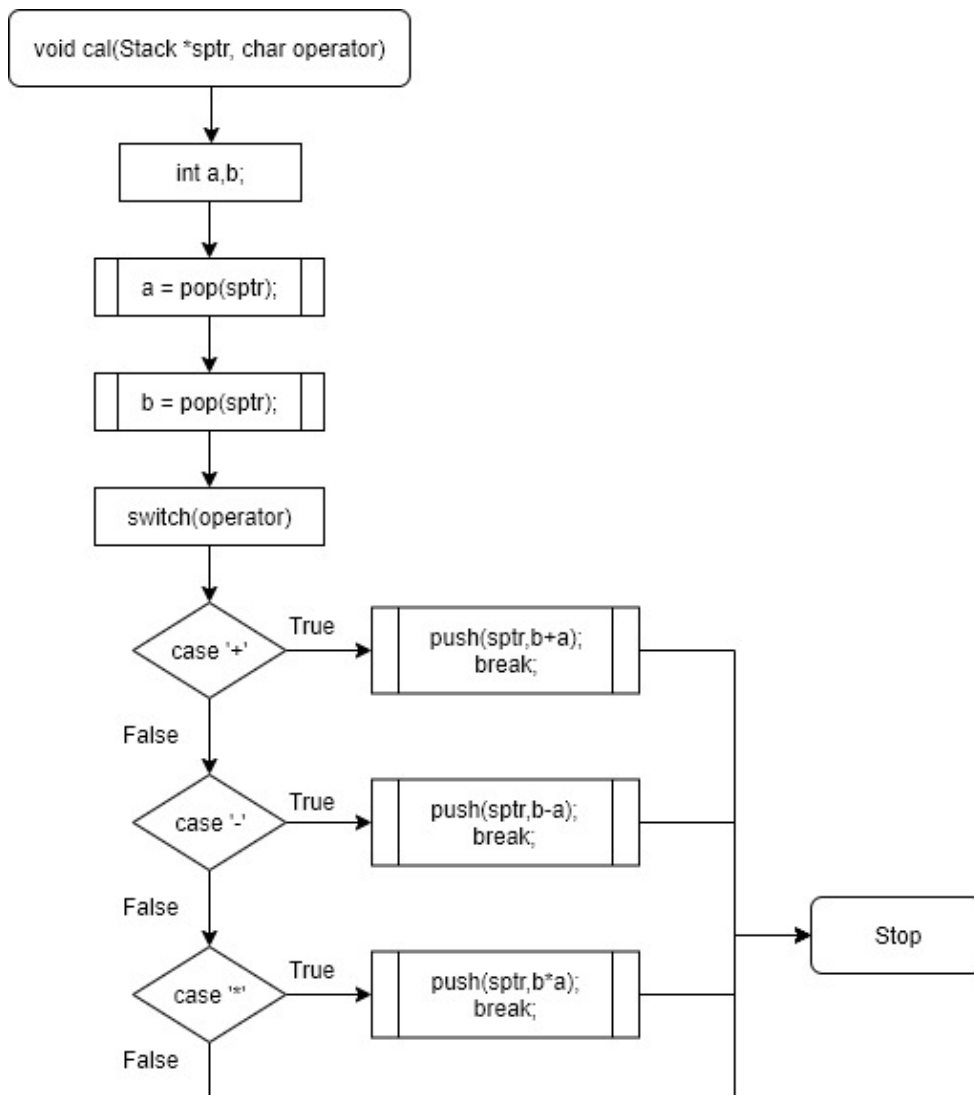 void cal(Stack *sptr, char operator)
int a,b;
a = pop(sptr);
b = pop(sptr);
switch(operator)
case '+'
True
push(sptr,b+a);
break;
False
case '-'
True
push(sptr,b-a);
break;
False
case '*'
True
push(sptr,b*a);
break;
False
Stop